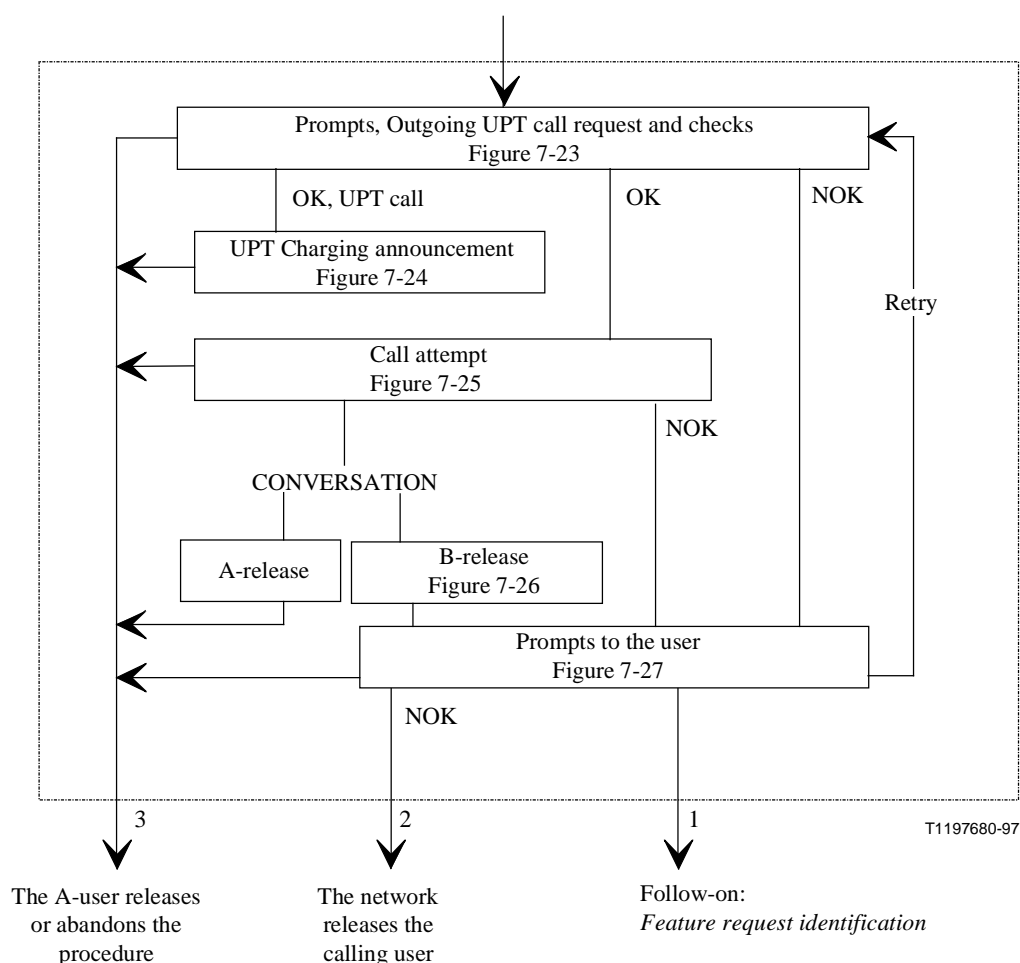 Prompts, Outgoing UPT call request and checks
Figure 7-23
OK, UPT call
OK
NOK
UPT Charging announcement
Figure 7-24
Retry
Call attempt
Figure 7-25
NOK
CONVERSATION
A-release
B-release
Figure 7-26
Prompts to the user
Figure 7-27
NOK
3
2
1
T1197680-97
The A-user releases
or abandons the
procedure
The network
releases the
calling user
Follow-on:
Feature request identification